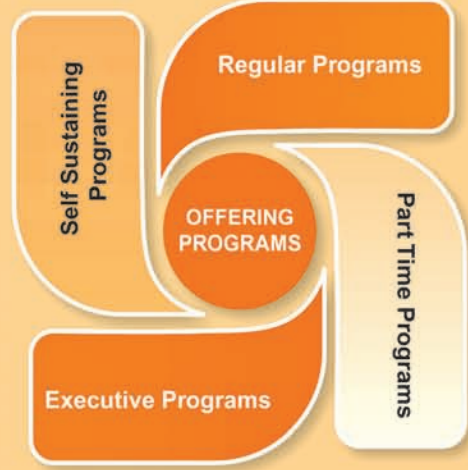 Regular Programs
Self Sustaining
Programs
OFFERING
PROGRAMS
Part Time Programs
Executive Programs